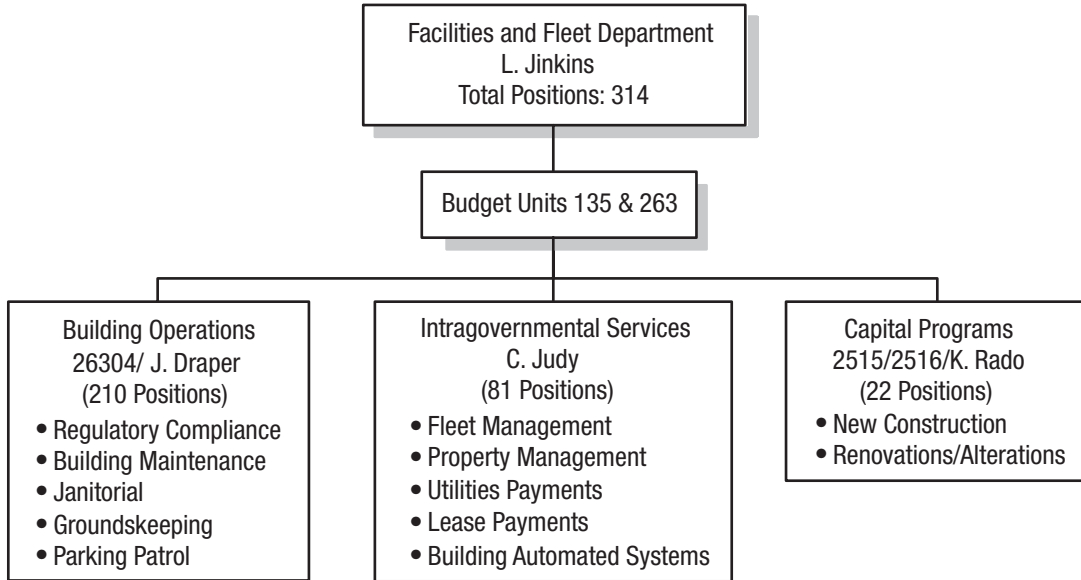 Facilities and Fleet Department
L. Jinkins
Total Positions: 314
Budget Units 135 & 263
Building Operations
26304/ J. Draper
(210 Positions)
• Regulatory Compliance
• Building Maintenance
• Janitorial
• Groundskeeping
• Parking Patrol
Intragovernmental Services
C. Judy
(81 Positions)
• Fleet Management
• Property Management
• Utilities Payments
• Lease Payments
• Building Automated Systems
Capital Programs
2515/2516/K. Rado
(22 Positions)
• New Construction
• Renovations/Alterations